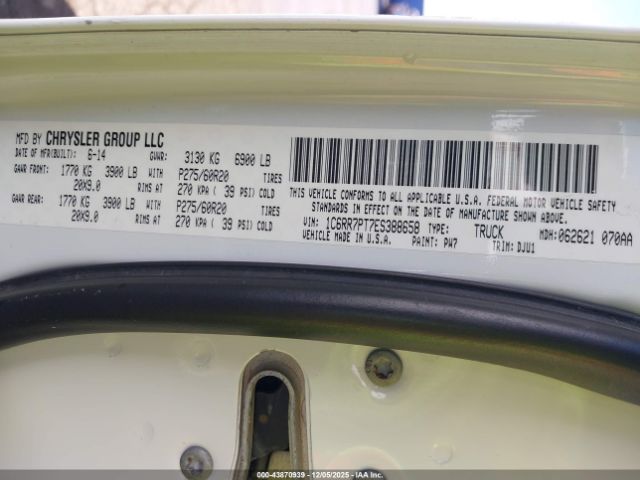 MFD BY CHRYSLER GROUP LLC
DATE OF MFR(BUILT): 6-14 GVWR: 3130 KG 6900 LB
GAWR FRONT: 1770 KG 3900 LB WITH P275/60R20 TIRES
20X9.0 RIMS AT 270 KPA ( 39 PSI) COLD
GAWR REAR: 1770 KG 3900 LB WITH P275/60R20 TIRES
20X9.0 RIMS AT 270 KPA ( 39 PSI) COLD
THIS VEHICLE CONFORMS TO ALL APPLICABLE U.S.A. FEDERAL MOTOR VEHICLE SAFETY
STANDARDS IN EFFECT ON THE DATE OF MANUFACTURE SHOWN ABOVE.
VIN: 1C6RR7PT7ES388658 TYPE: TRUCK MDH: 062621 070AA
VEHICLE MADE IN U.S.A. PAINT: PW7 TRIM: DJU1
000-43870939 - 12/05/2025 - IAA Inc.